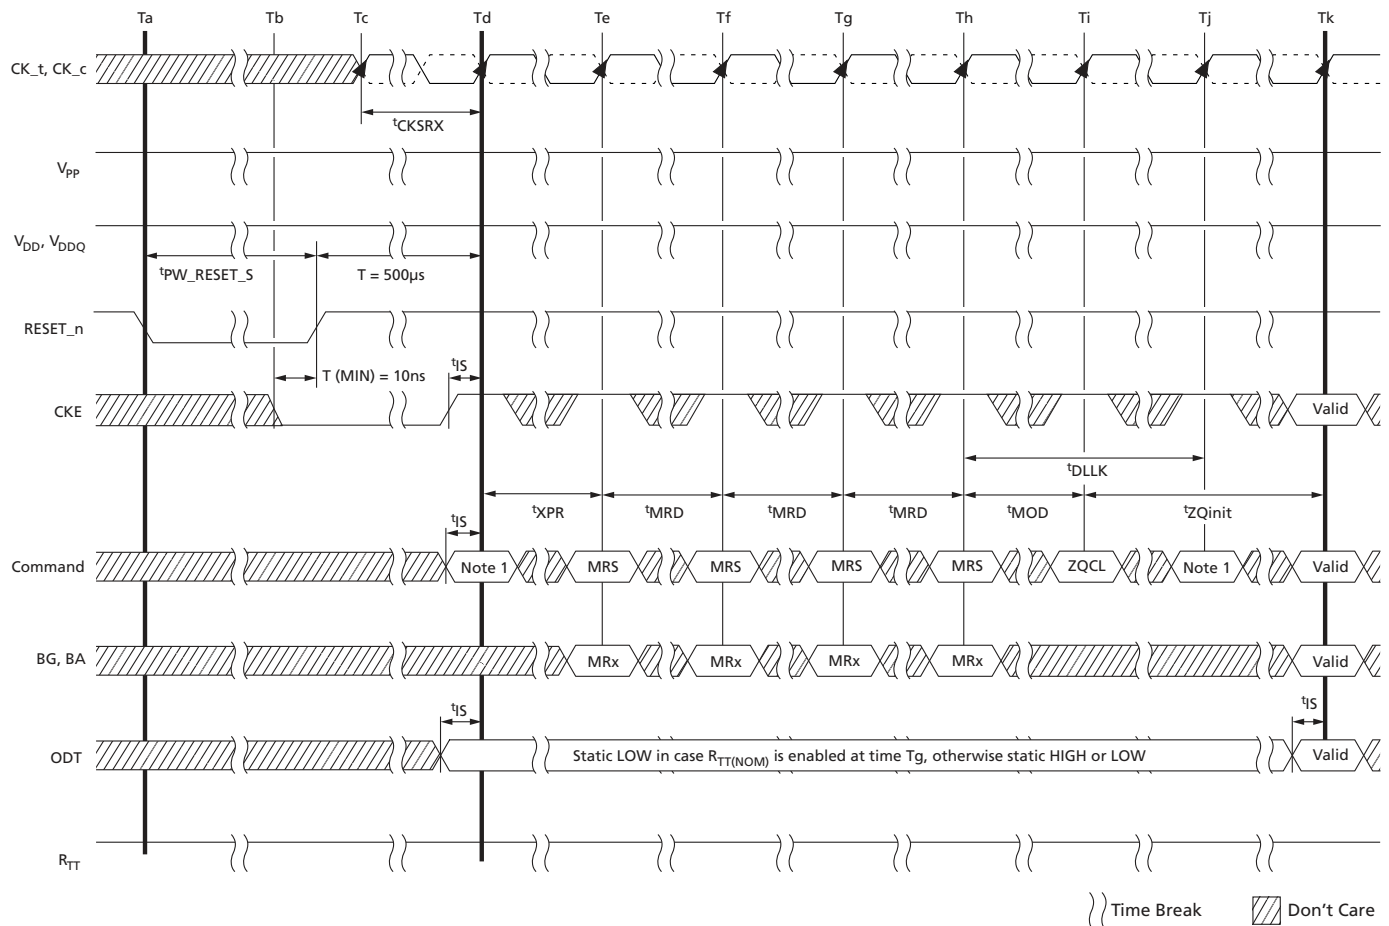 Ta Tb Tc Td Te Tf Tg Th Ti Tj Tk
CK_t, CK_c
tCKSRX
VPP
VDD, VDDQ
tPW_RESET_S T = 500µs
RESET_n
T (MIN) = 10ns tIS
CKE Valid
tDLLK
tXPR tMRD tMRD tMRD tMOD tZQinit
tIS
Command Note 1 MRS MRS MRS MRS ZQCL Note 1 Valid
BG, BA MRx MRx MRx MRx Valid
tIS tIS
ODT Static LOW in case RTT(NOM) is enabled at time Tg, otherwise static HIGH or LOW Valid
RTT
Time Break Don't Care